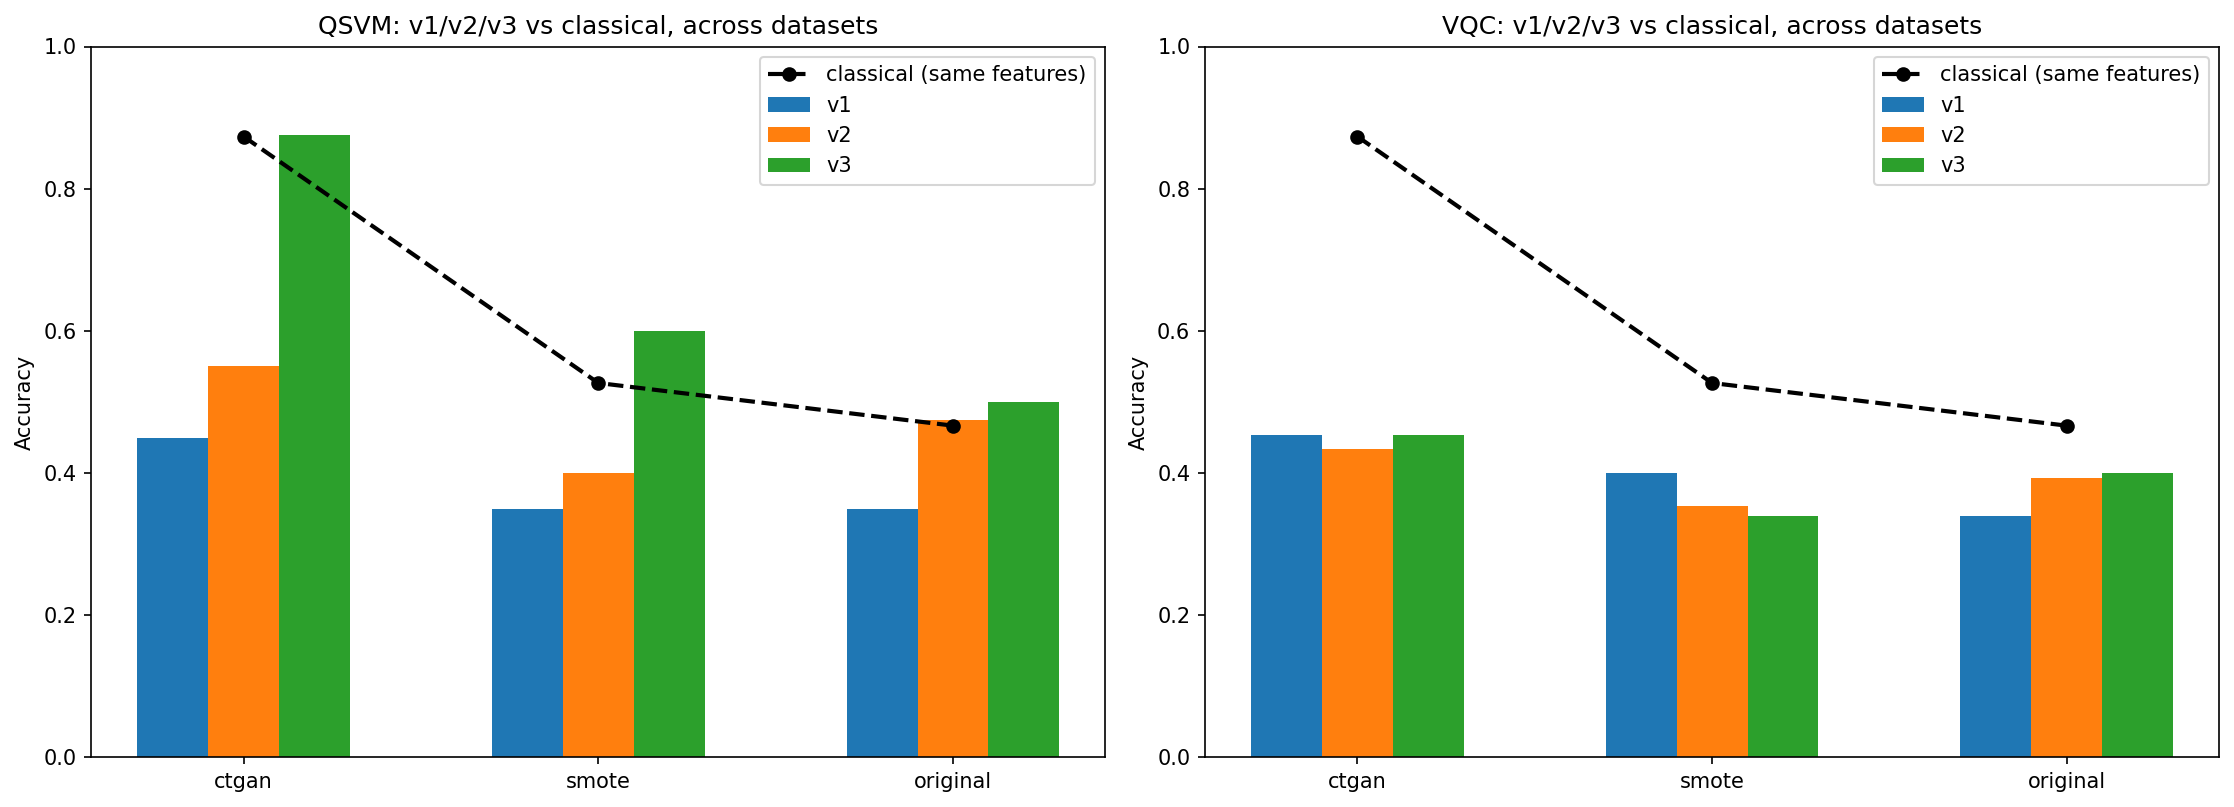 QSVM: v1/v2/v3 vs classical, across datasets
1.0
0.8
0.6
0.4
0.2
0.0
Accuracy
classical (same features)
v1
v2
v3
ctgan
smote
original
VQC: v1/v2/v3 vs classical, across datasets
1.0
0.8
0.6
0.4
0.2
0.0
Accuracy
classical (same features)
v1
v2
v3
ctgan
smote
original